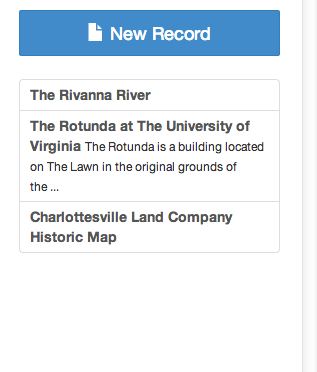 New Record
The Rivanna River
The Rotunda at The University of
Virginia The Rotunda is a building located
on The Lawn in the original grounds of
the ...
Charlottesville Land Company
Historic Map